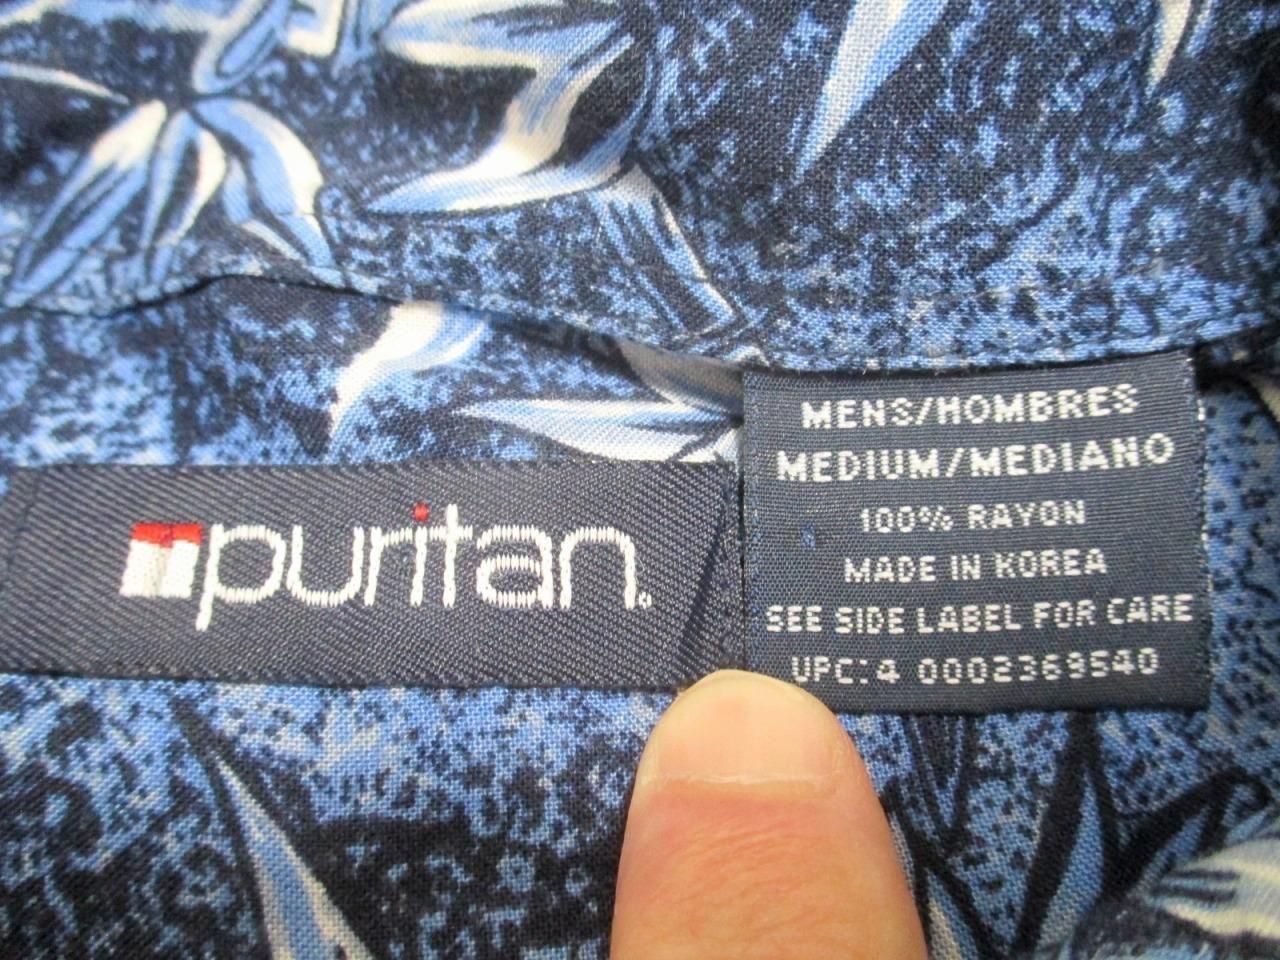 puritan
MENS/HOMBRES
MEDIUM/MEDIANO
100% RAYON
MADE IN KOREA
SEE SIDE LABEL FOR CARE
UPC:4 0002369540